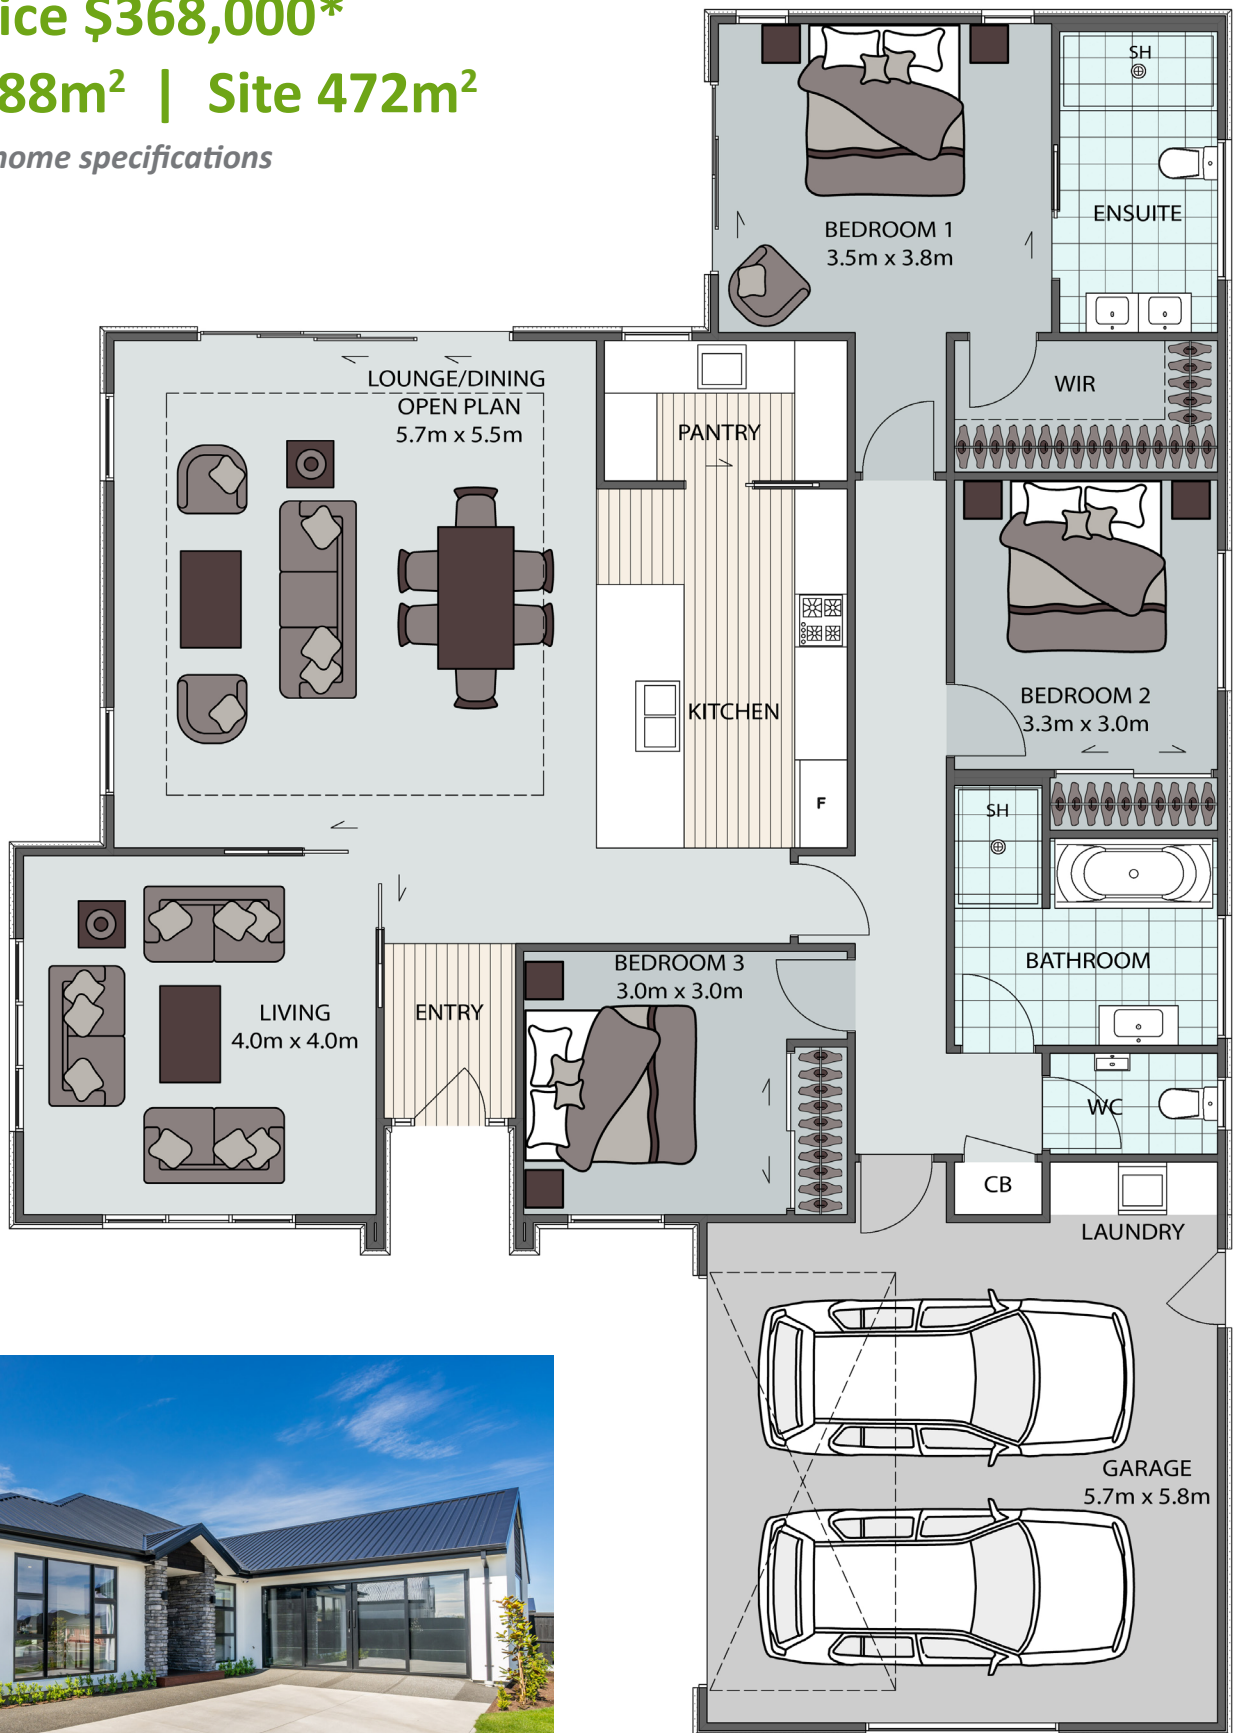 ice $368,000*
88m² | Site 472m²
home specifications
SH
ENSUITE
BEDROOM 1
3.5m x 3.8m
WIR
LOUNGE/DINING
OPEN PLAN
5.7m x 5.5m
PANTRY
KITCHEN
F
BEDROOM 2
3.3m x 3.0m
SH
BATHROOM
BEDROOM 3
3.0m x 3.0m
ENTRY
LIVING
4.0m x 4.0m
WC
CB
LAUNDRY
GARAGE
5.7m x 5.8m